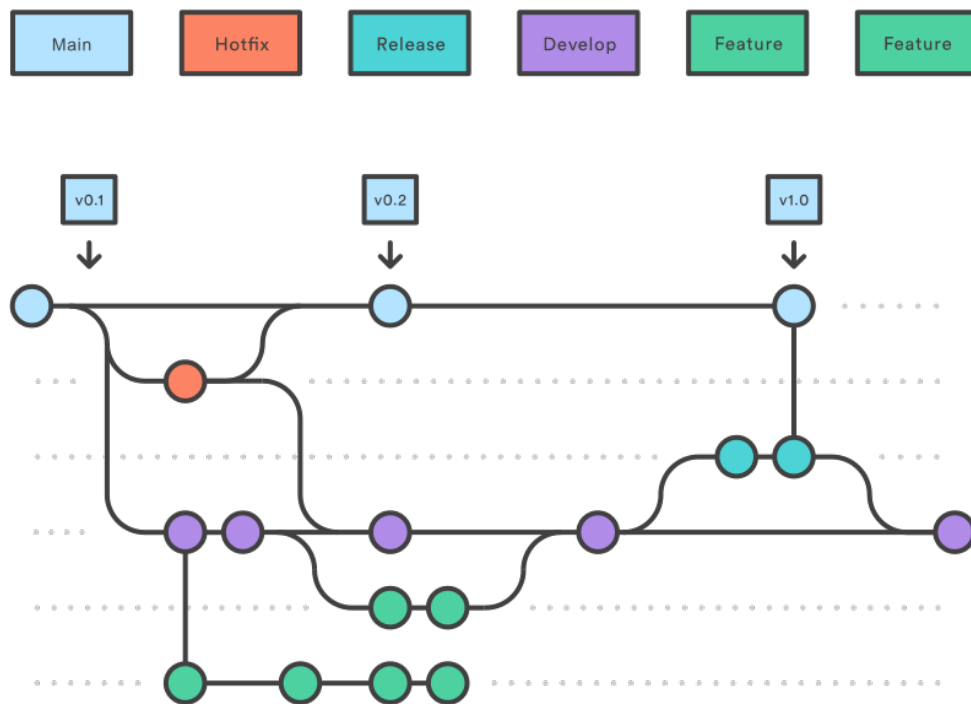 Main
Hotfix
Release
Develop
Feature
Feature
v0.1
v0.2
v1.0